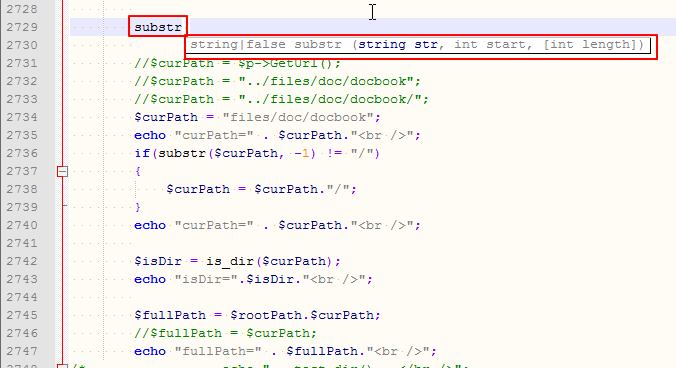 2728
2729 substr
2730 string|false substr (string str, int start, [int length])
2731 //$curPath = $p->GetUrl();
2732 //$curPath = "../files/doc/docbook";
2733 //$curPath = "../files/doc/docbook/";
2734 $curPath = "files/doc/docbook";
2735 echo "curPath=" . $curPath."<br />";
2736 if(substr($curPath, -1) != "/")
2737 {
2738 $curPath = $curPath."/";
2739 }
2740 echo "curPath=" . $curPath."<br />";
2741
2742 $isDir = is_dir($curPath);
2743 echo "isDir=".$isDir."<br />";
2744
2745 $fullPath = $rootPath.$curPath;
2746 //$fullPath = $curPath;
2747 echo "fullPath=" . $fullPath."<br />";